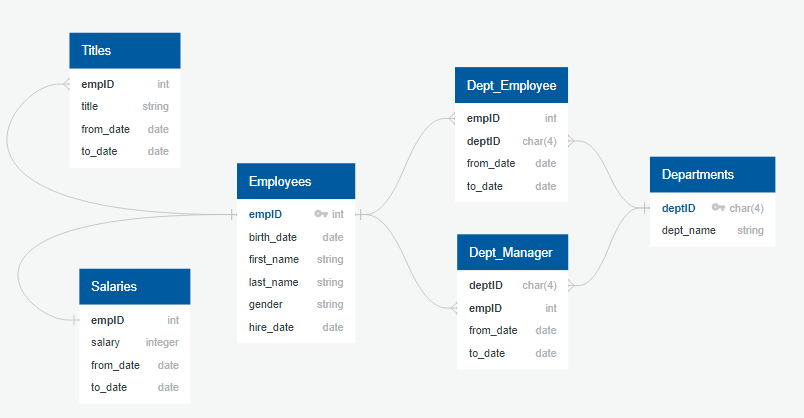 Titles
empID int
title string
from_date date
to_date date
Employees
empID int
birth_date date
first_name string
last_name string
gender string
hire_date date
Salaries
empID int
salary integer
from_date date
to_date date
Dept_Employee
empID int
deptID char(4)
from_date date
to_date date
Dept_Manager
deptID char(4)
empID int
from_date date
to_date date
Departments
deptID char(4)
dept_name string